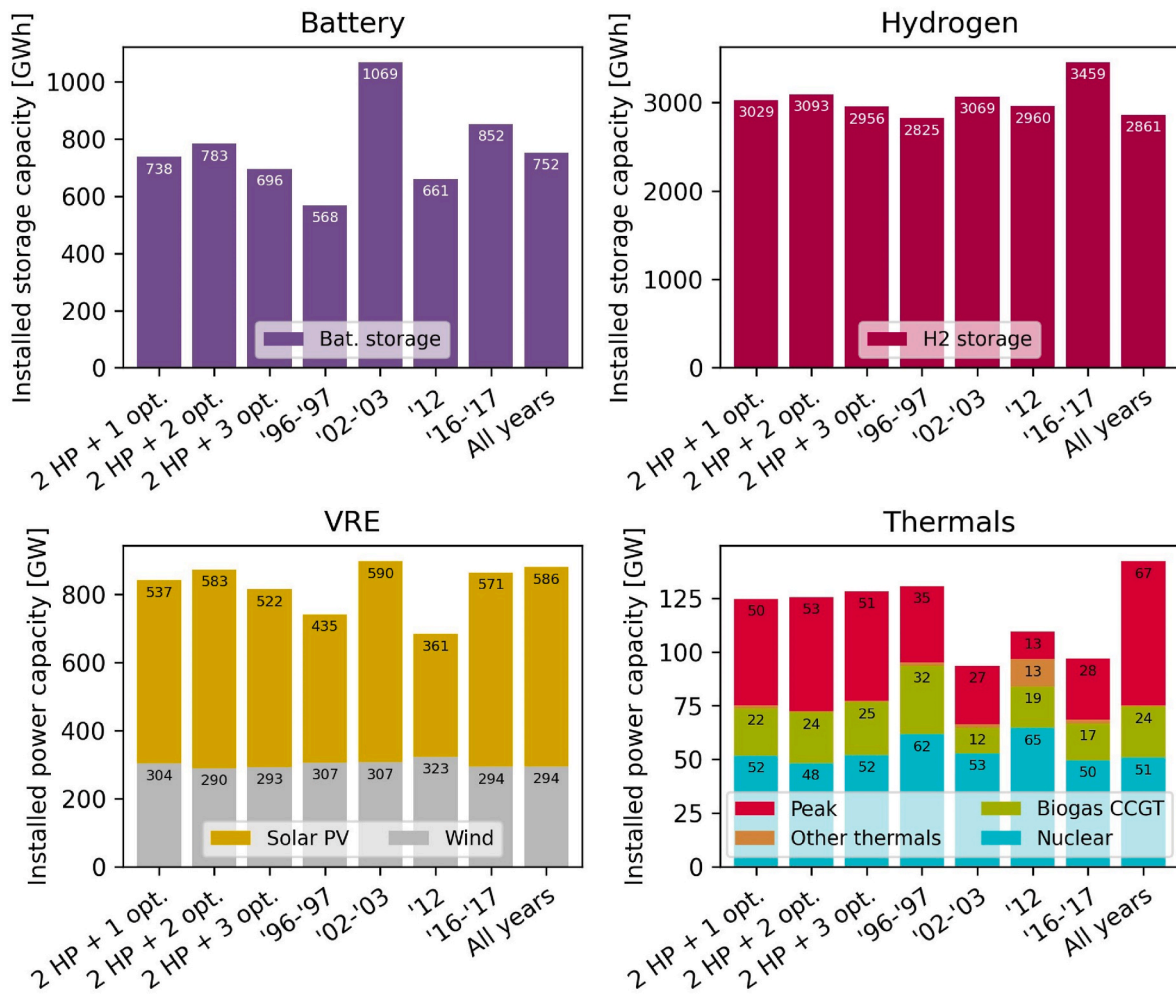 Battery
Installed storage capacity [GWh]
1000
800
600
400
200
0
738
783
696
568
1069
661
852
752
Bat. storage
2 HP + 1 opt.
2 HP + 2 opt.
2 HP + 3 opt.
'96-'97
'02-'03
'12
'16-'17
All years
Hydrogen
Installed storage capacity [GWh]
3000
2000
1000
0
3029
3093
2956
2825
3069
2960
3459
2861
H2 storage
2 HP + 1 opt.
2 HP + 2 opt.
2 HP + 3 opt.
'96-'97
'02-'03
'12
'16-'17
All years
VRE
Installed power capacity [GW]
800
600
400
200
0
537
583
522
435
590
361
571
586
304
290
293
307
307
323
294
294
Solar PV
Wind
2 HP + 1 opt.
2 HP + 2 opt.
2 HP + 3 opt.
'96-'97
'02-'03
'12
'16-'17
All years
Thermals
Installed power capacity [GW]
125
100
75
50
25
0
50
53
51
35
27
13
28
67
13
22
24
25
32
12
19
17
24
52
48
52
62
53
65
50
51
Peak
Other thermals
Biogas CCGT
Nuclear
2 HP + 1 opt.
2 HP + 2 opt.
2 HP + 3 opt.
'96-'97
'02-'03
'12
'16-'17
All years